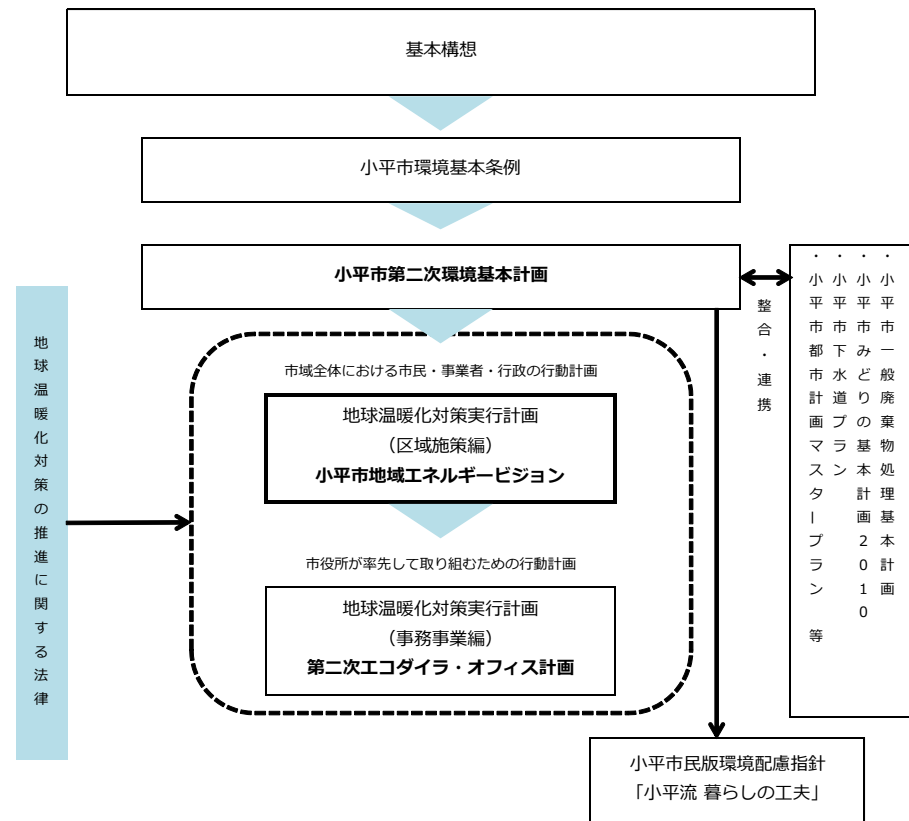 基本構想
小平市環境基本条例
小平市第二次環境基本計画
整合・連携
・小平市一般廃棄物処理基本計画
・小平市みどりの基本計画2010
・小平市下水道プラン
・小平市都市計画マスタープラン 等
地球温暖化対策の推進に関する法律
市域全体における市民・事業者・行政の行動計画
地球温暖化対策実行計画
（区域施策編）
小平市地域エネルギービジョン
市役所が率先して取り組むための行動計画
地球温暖化対策実行計画
（事務事業編）
第二次エコダイラ・オフィス計画
小平市民版環境配慮指針
「小平流 暮らしの工夫」